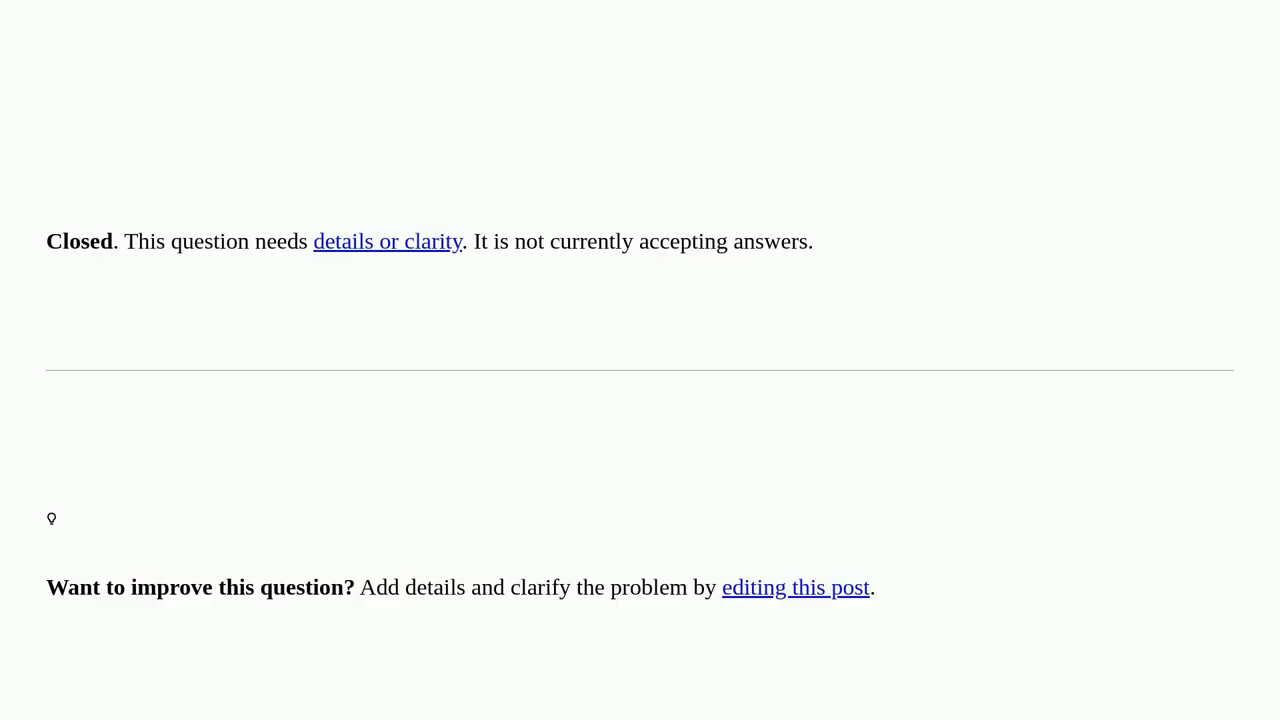 Closed. This question needs details or clarity. It is not currently accepting answers.
Want to improve this question? Add details and clarify the problem by editing this post.